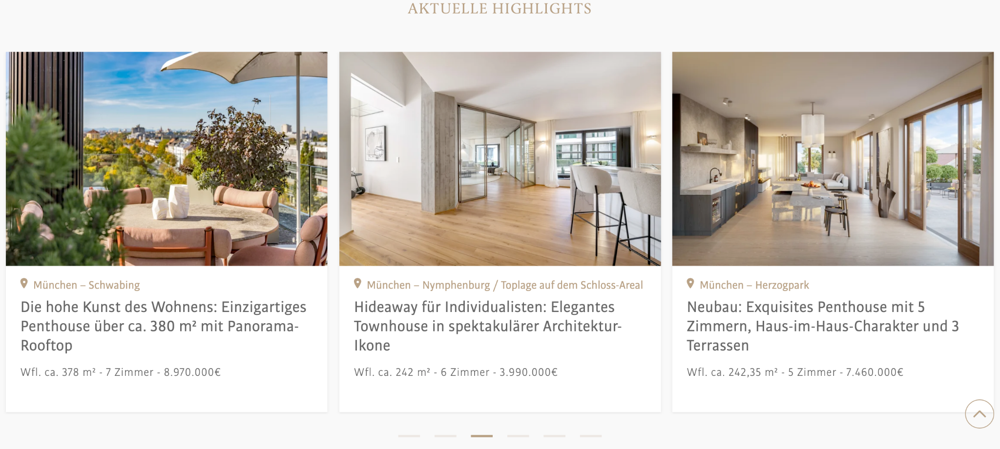 AKTUELLE HIGHLIGHTS
München – Schwabing
Die hohe Kunst des Wohnens: Einzigartiges
Penthouse über ca. 380 m² mit Panorama-
Rooftop
Wfl. ca. 378 m² - 7 Zimmer - 8.970.000€
München – Nymphenburg / Toplage auf dem Schloss-Areal
Hideaway für Individualisten: Elegantes
Townhouse in spektakulärer Architektur-
Ikone
Wfl. ca. 242 m² - 6 Zimmer - 3.990.000€
München – Herzogpark
Neubau: Exquisites Penthouse mit 5
Zimmern, Haus-im-Haus-Charakter und 3
Terrassen
Wfl. ca. 242,35 m² - 5 Zimmer - 7.460.000€